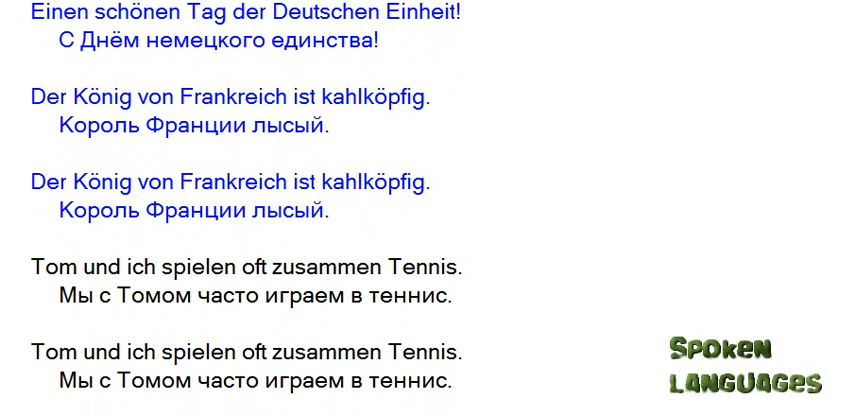 Einen schönen Tag der Deutschen Einheit!
С Днём немецкого единства!
Der König von Frankreich ist kahlköpfig.
Король Франции лысый.
Der König von Frankreich ist kahlköpfig.
Король Франции лысый.
Tom und ich spielen oft zusammen Tennis.
Мы с Томом часто играем в теннис.
Tom und ich spielen oft zusammen Tennis.
Мы с Томом часто играем в теннис.
Spoken
Languages